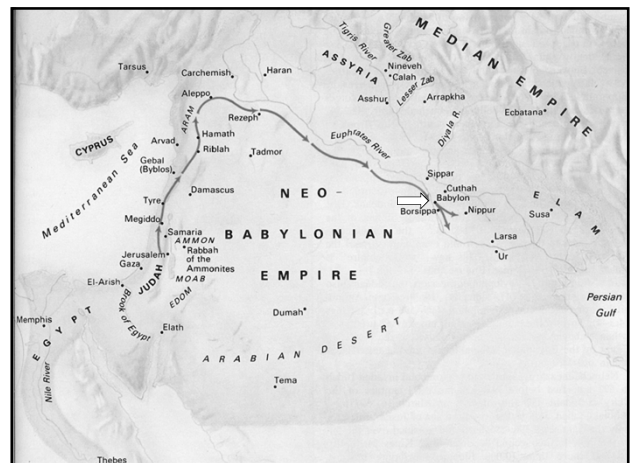 MEDIAN EMPIRE
Tigris River
Greater Zab
ASSYRIA
Tarsus
Carchemish
Haran
Nineveh
Calah
Lesser Zab
Aleppo
Asshur
Arrapkha
Rezeph
Ecbatana
ARAM
Diyala R.
Euphrates River
CYPRUS
Arvad
Hamath
Riblah
Tadmor
Mediterranean Sea
Gebal
(Byblos)
Sippar
Cuthah
Babylon
Damascus
NEO-
ELAM
Tyre
Borsippa
Nippur
Susa
Megiddo
Samaria
BABYLONIAN
AMMON
Larsa
Jerusalem
Rabbah
of the
Ammonites
Ur
Gaza
JUDAH
MOAB
EMPIRE
El-Arish
EDOM
Persian
Gulf
Brook of Egypt
Dumah
Memphis
EGYPT
Elath
ARABIAN DESERT
Nile River
Tema
Thebes